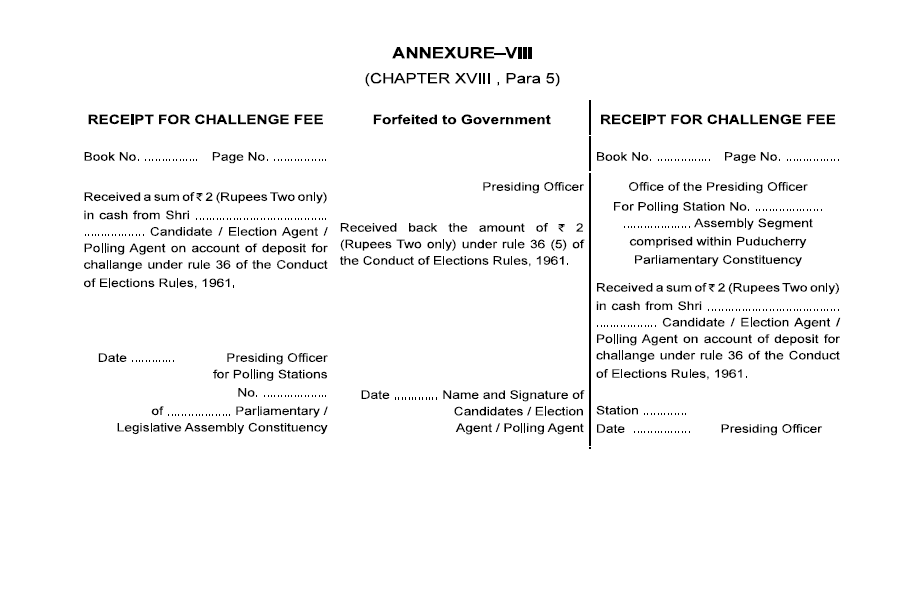 ANNEXURE–VIII
(CHAPTER XVIII , Para 5)
RECEIPT FOR CHALLENGE FEE
Book No. ............... Page No. ...............
Received a sum of ₹ 2 (Rupees Two only)
in cash from Shri .....................................
................. Candidate / Election Agent /
Polling Agent on account of deposit for
challange under rule 36 of the Conduct
of Elections Rules, 1961.
Date ............ Presiding Officer
for Polling Stations
No. ..................
of .................. Parliamentary /
Legislative Assembly Constituency
Forfeited to Government
Presiding Officer
Received back the amount of ₹ 2
(Rupees Two only) under rule 36 (5) of
the Conduct of Elections Rules, 1961.
Date ............ Name and Signature of
Candidates / Election
Agent / Polling Agent
RECEIPT FOR CHALLENGE FEE
Book No. ............... Page No. ...............
Office of the Presiding Officer
For Polling Station No. ...................
................... Assembly Segment
comprised within Puducherry
Parliamentary Constituency
Received a sum of ₹ 2 (Rupees Two only)
in cash from Shri .....................................
................. Candidate / Election Agent /
Polling Agent on account of deposit for
challange under rule 36 of the Conduct
of Elections Rules, 1961.
Station ............
Date ................ Presiding Officer